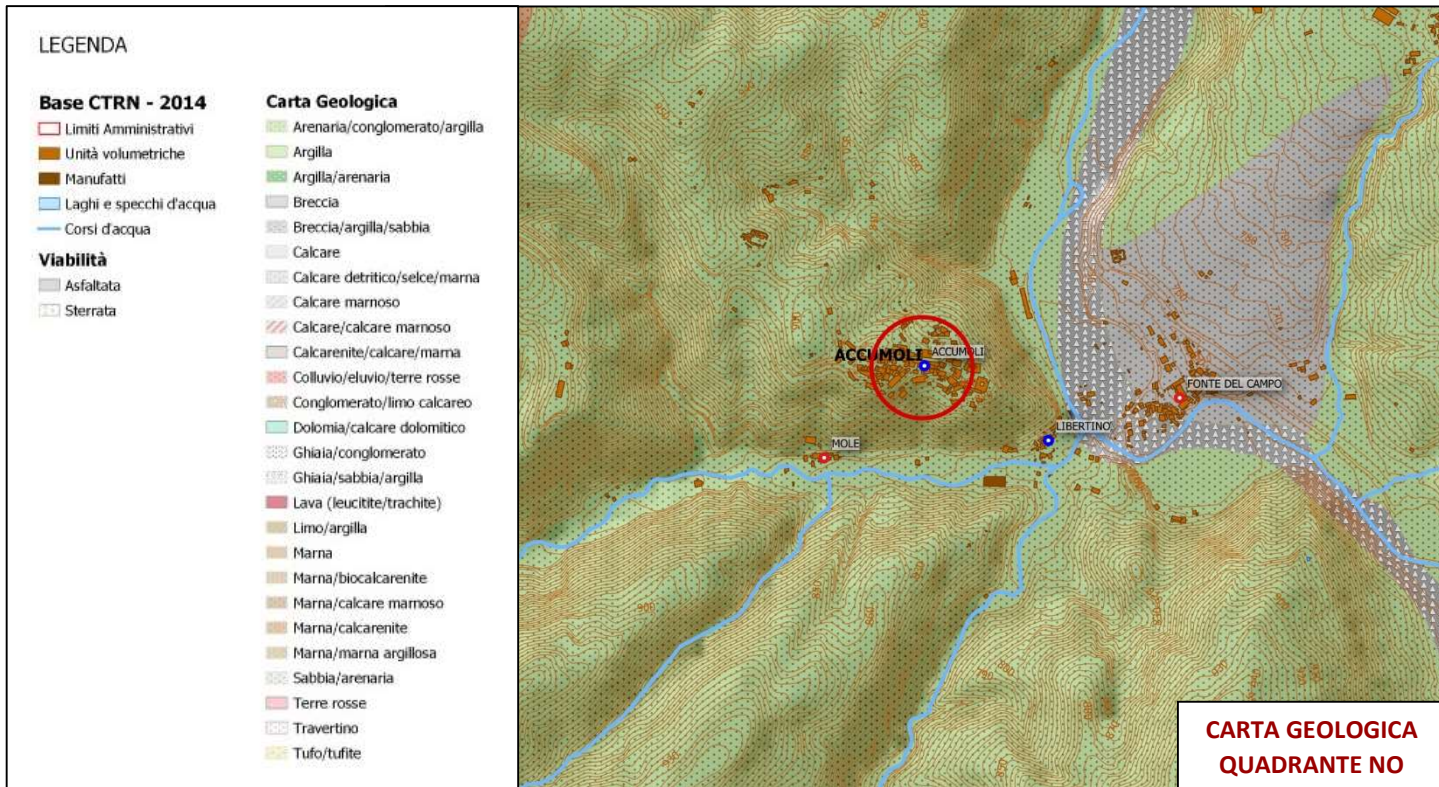 LEGENDA
Base CTRN - 2014
Limiti Amministrativi
Unità volumetriche
Manufatti
Laghi e specchi d'acqua
Corsi d'acqua
Viabilità
Asfaltata
Sterrata
Carta Geologica
Arenaria/conglomerato/argilla
Argilla
Argilla/arenaria
Breccia
Breccia/argilla/sabbia
Calcare
Calcare detritico/selce/marna
Calcare marnoso
Calcare/calcare marnoso
Calcarenite/calcare/marna
Colluvio/eluvio/terre rosse
Conglomerato/limo calcareo
Dolomia/calcare dolomitico
Ghiaia/conglomerato
Ghiaia/sabbia/argilla
Lava (leucitite/trachite)
Limo/argilla
Marna
Marna/biocalcarenite
Marna/calcare marnoso
Marna/calcarenite
Marna/marna argillosa
Sabbia/arenaria
Terre rosse
Travertino
Tufo/tufite
ACCUMOLI
ACCUMOLI
FONTE DEL CAMPO
LIBERTINO
MOLE
900
CARTA GEOLOGICA
QUADRANTE NO